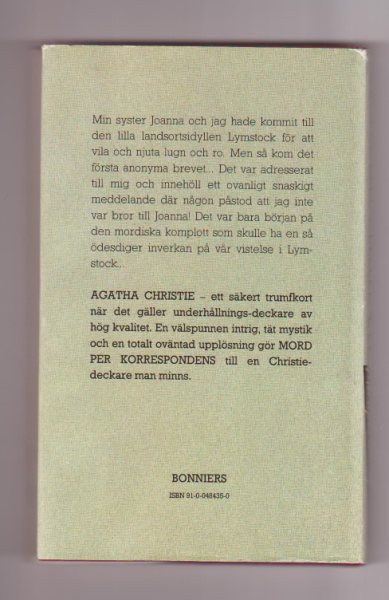 Min syster Joanna och jag hade kommit till
den lilla landsortsidyllen Lymstock för att
vila och njuta lugn och ro. Men så kom det
första anonyma brevet... Det var adresserat
till mig och innehöll ett ovanligt snaskigt
meddelande där någon påstod att jag inte
var bror till Joanna! Det var bara början på
den mordiska komplott som skulle ha en så
ödesdiger inverkan på vår vistelse i Lym-
stock...
AGATHA CHRISTIE – ett säkert trumfkort
när det gäller underhållnings-deckare av
hög kvalitet. En välspunnen intrig, tät mystik
och en totalt oväntad upplösning gör MORD
PER KORRESPONDENS till en Christie-
deckare man minns.
BONNIERS
ISBN 91-0-048435-0